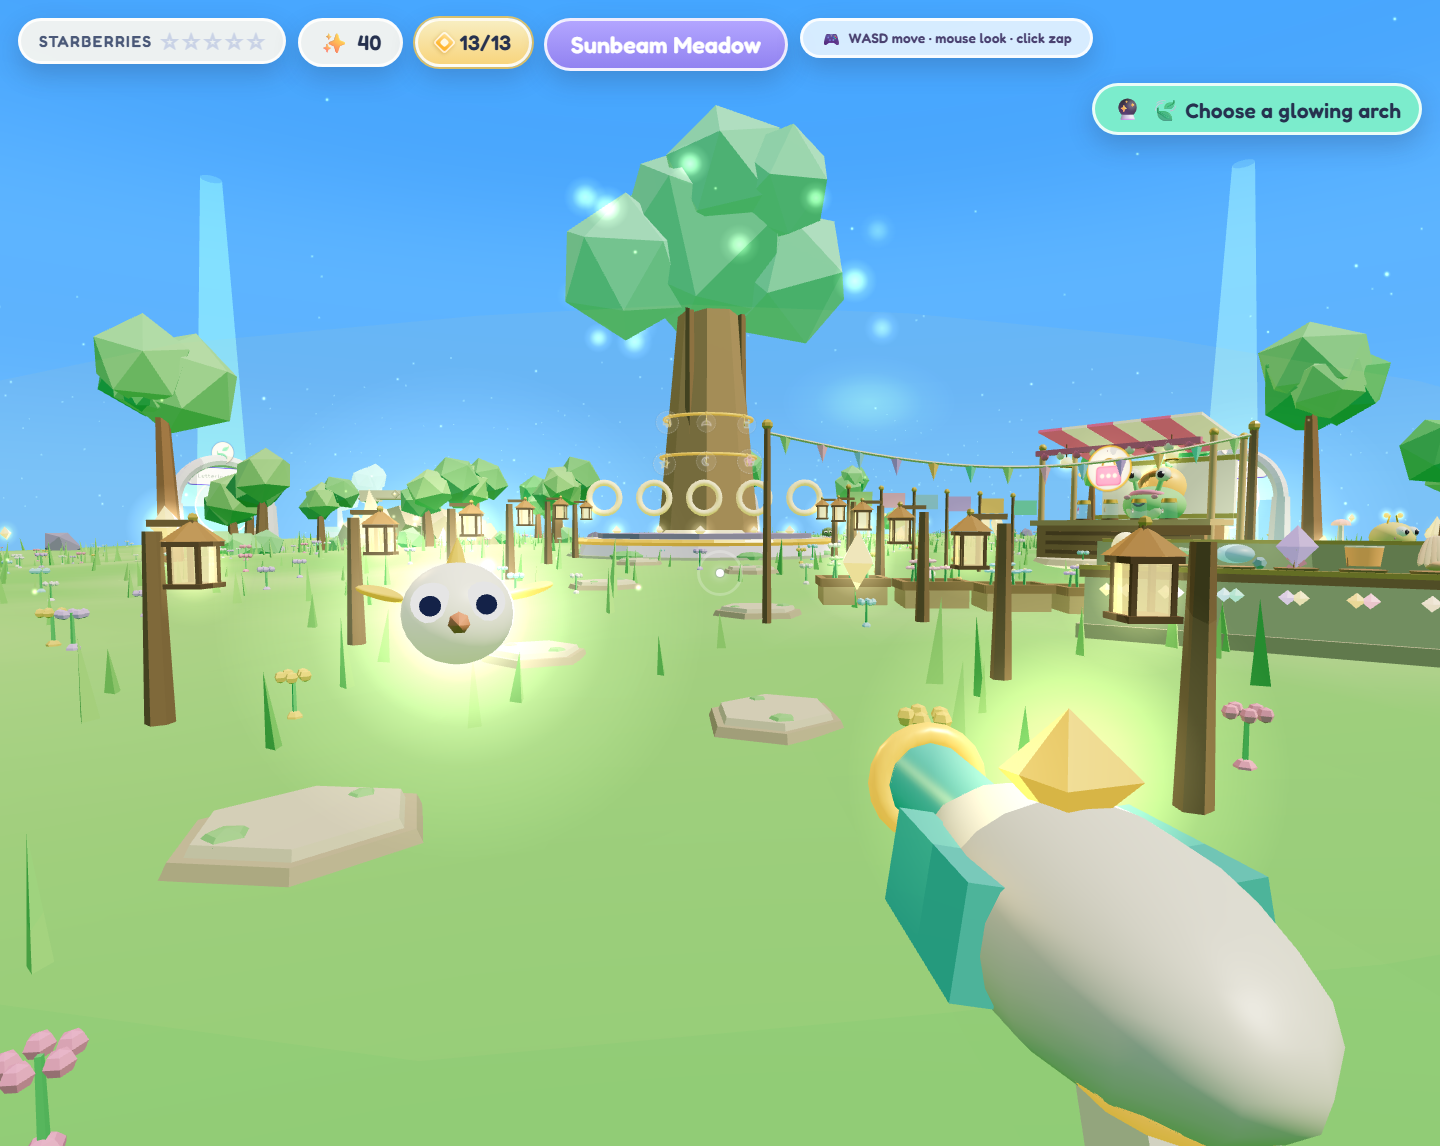 STARBERRIES
40
13/13
Sunbeam Meadow
WASD move · mouse look · click zap
Choose a glowing arch